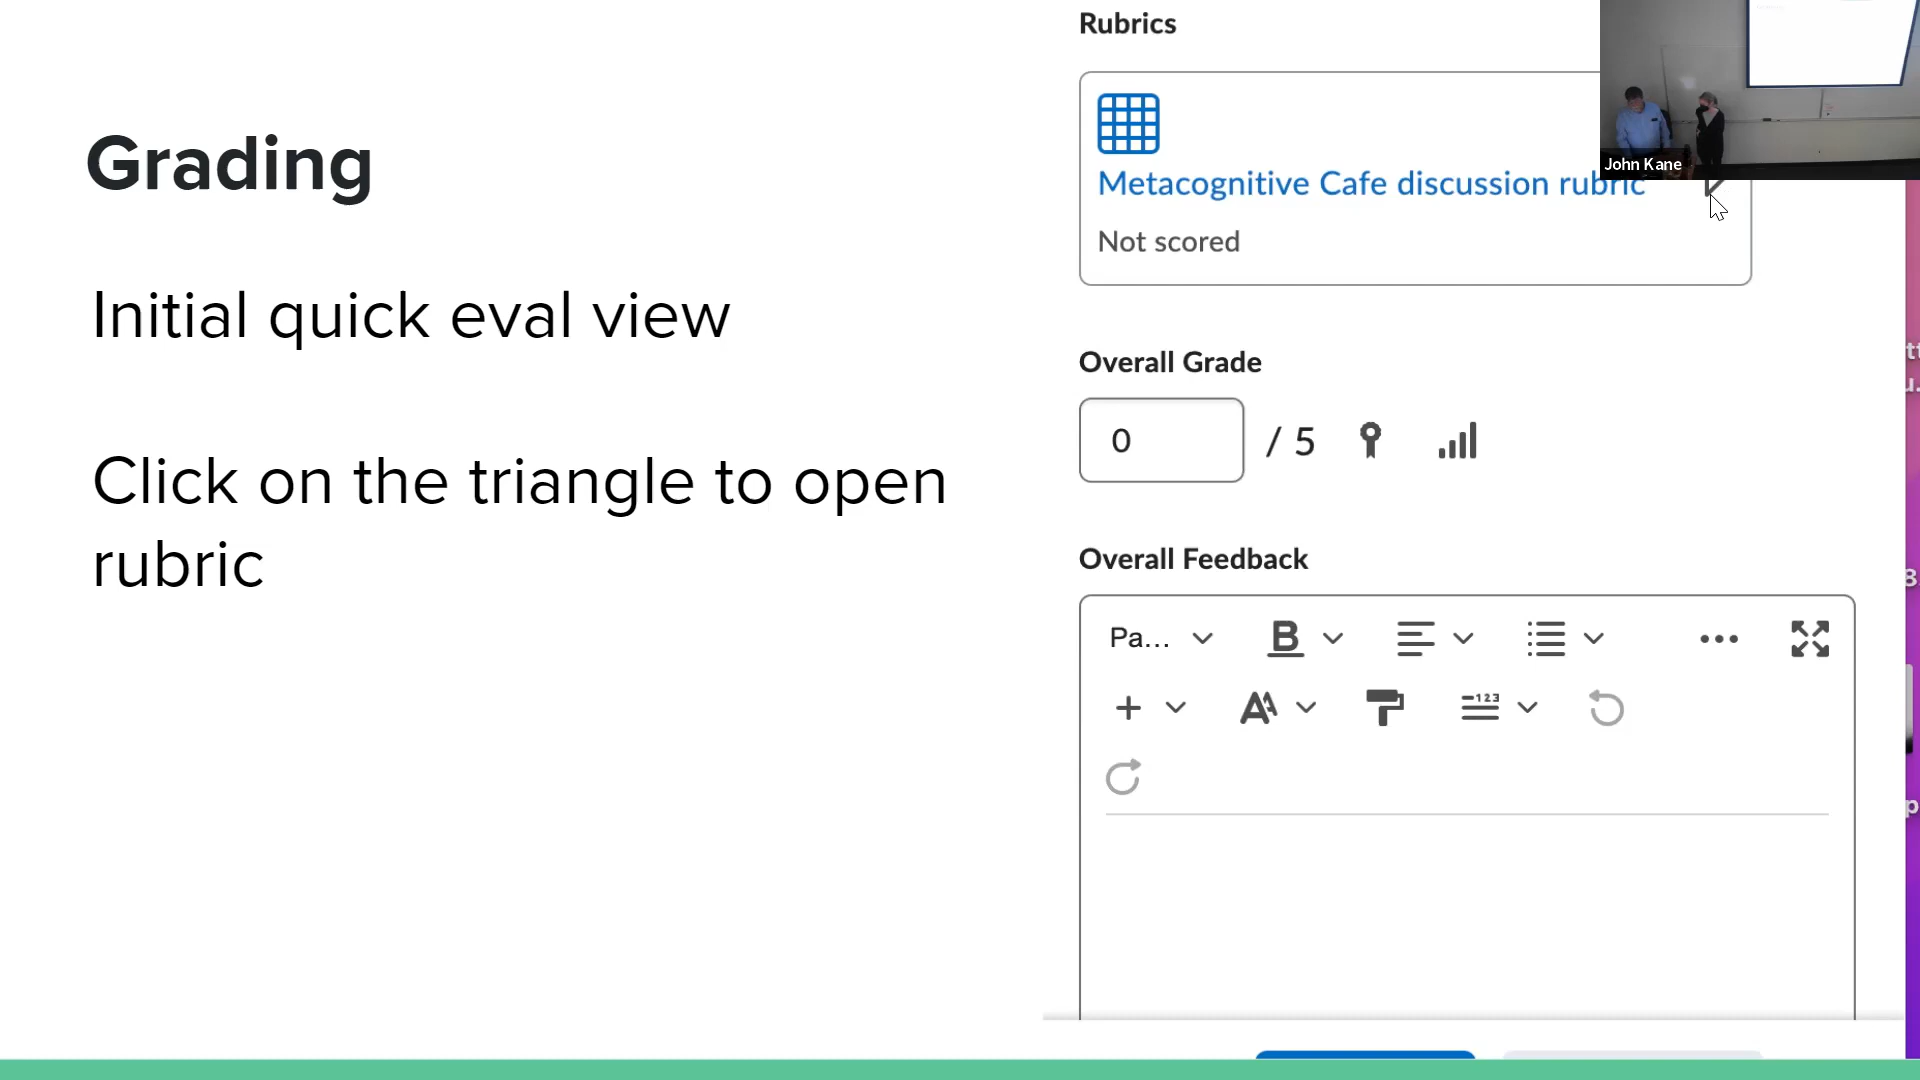 Grading
Initial quick eval view
Click on the triangle to open
rubric
Rubrics
Metacognitive Cafe discussion rubric
Not scored
John Kane
Overall Grade
0 / 5
Overall Feedback
Pa...
B
123